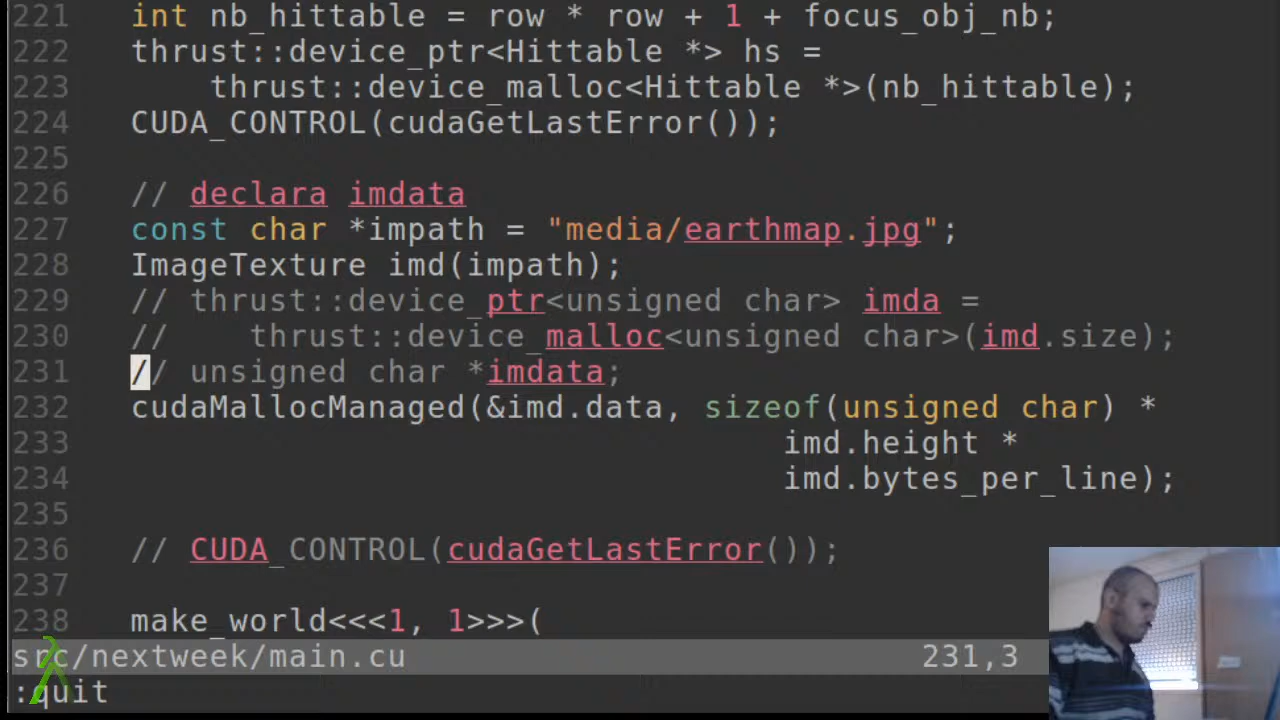 221 int nb_hittable = row * row + 1 + focus_obj_nb;
222 thrust::device_ptr<Hittable *> hs =
223 thrust::device_malloc<Hittable *>(nb_hittable);
224 CUDA_CONTROL(cudaGetLastError());
225
226 // declara imdata
227 const char *impath = "media/earthmap.jpg";
228 ImageTexture imd(impath);
229 // thrust::device_ptr<unsigned char> imda =
230 // thrust::device_malloc<unsigned char>(imd.size);
231 // unsigned char *imdata;
232 cudaMallocManaged(&imd.data, sizeof(unsigned char) *
233 imd.height *
234 imd.bytes_per_line);
235
236 // CUDA_CONTROL(cudaGetLastError());
237
238 make_world<<<1, 1>>>(
src/nextweek/main.cu 231,3
:quit